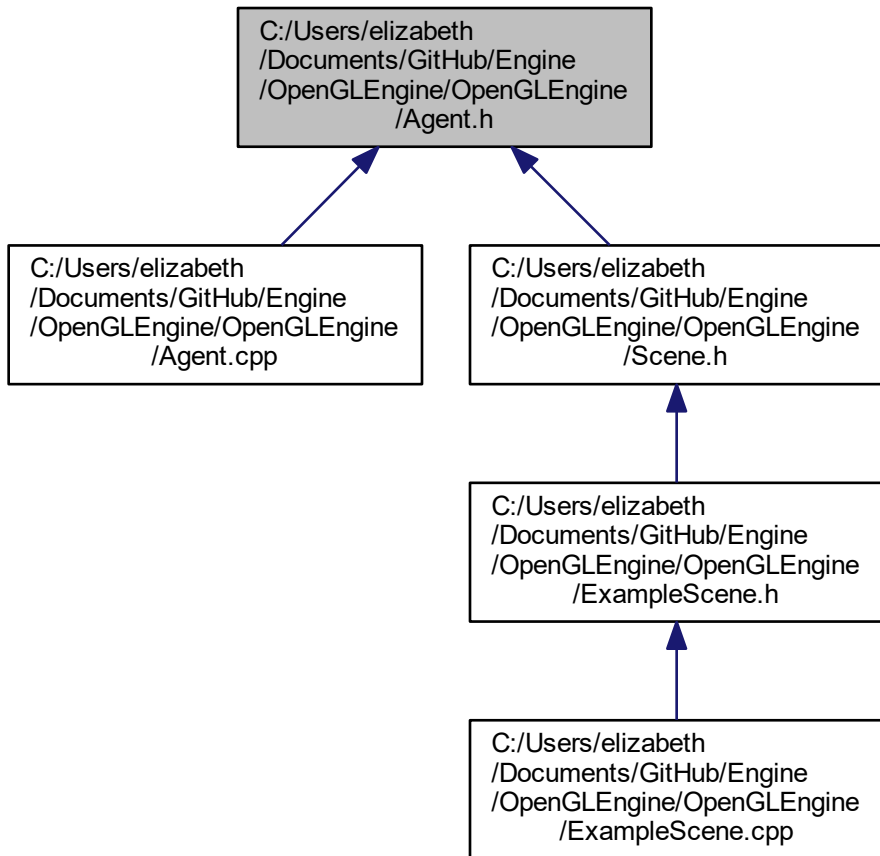 C:/Users/elizabeth
/Documents/GitHub/Engine
/OpenGLEngine/OpenGLEngine
/Agent.h
C:/Users/elizabeth
/Documents/GitHub/Engine
/OpenGLEngine/OpenGLEngine
/Agent.cpp
C:/Users/elizabeth
/Documents/GitHub/Engine
/OpenGLEngine/OpenGLEngine
/Scene.h
C:/Users/elizabeth
/Documents/GitHub/Engine
/OpenGLEngine/OpenGLEngine
/ExampleScene.h
C:/Users/elizabeth
/Documents/GitHub/Engine
/OpenGLEngine/OpenGLEngine
/ExampleScene.cpp